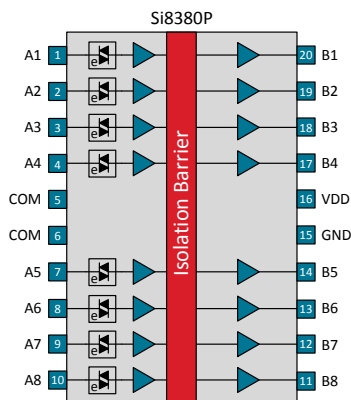 Si8380P
A1 1 e 20 B1
A2 2 e 19 B2
A3 3 e 18 B3
A4 4 e 17 B4
COM 5 16 VDD
COM 6 15 GND
Isolation Barrier
A5 7 e 14 B5
A6 8 e 13 B6
A7 9 e 12 B7
A8 10 e 11 B8